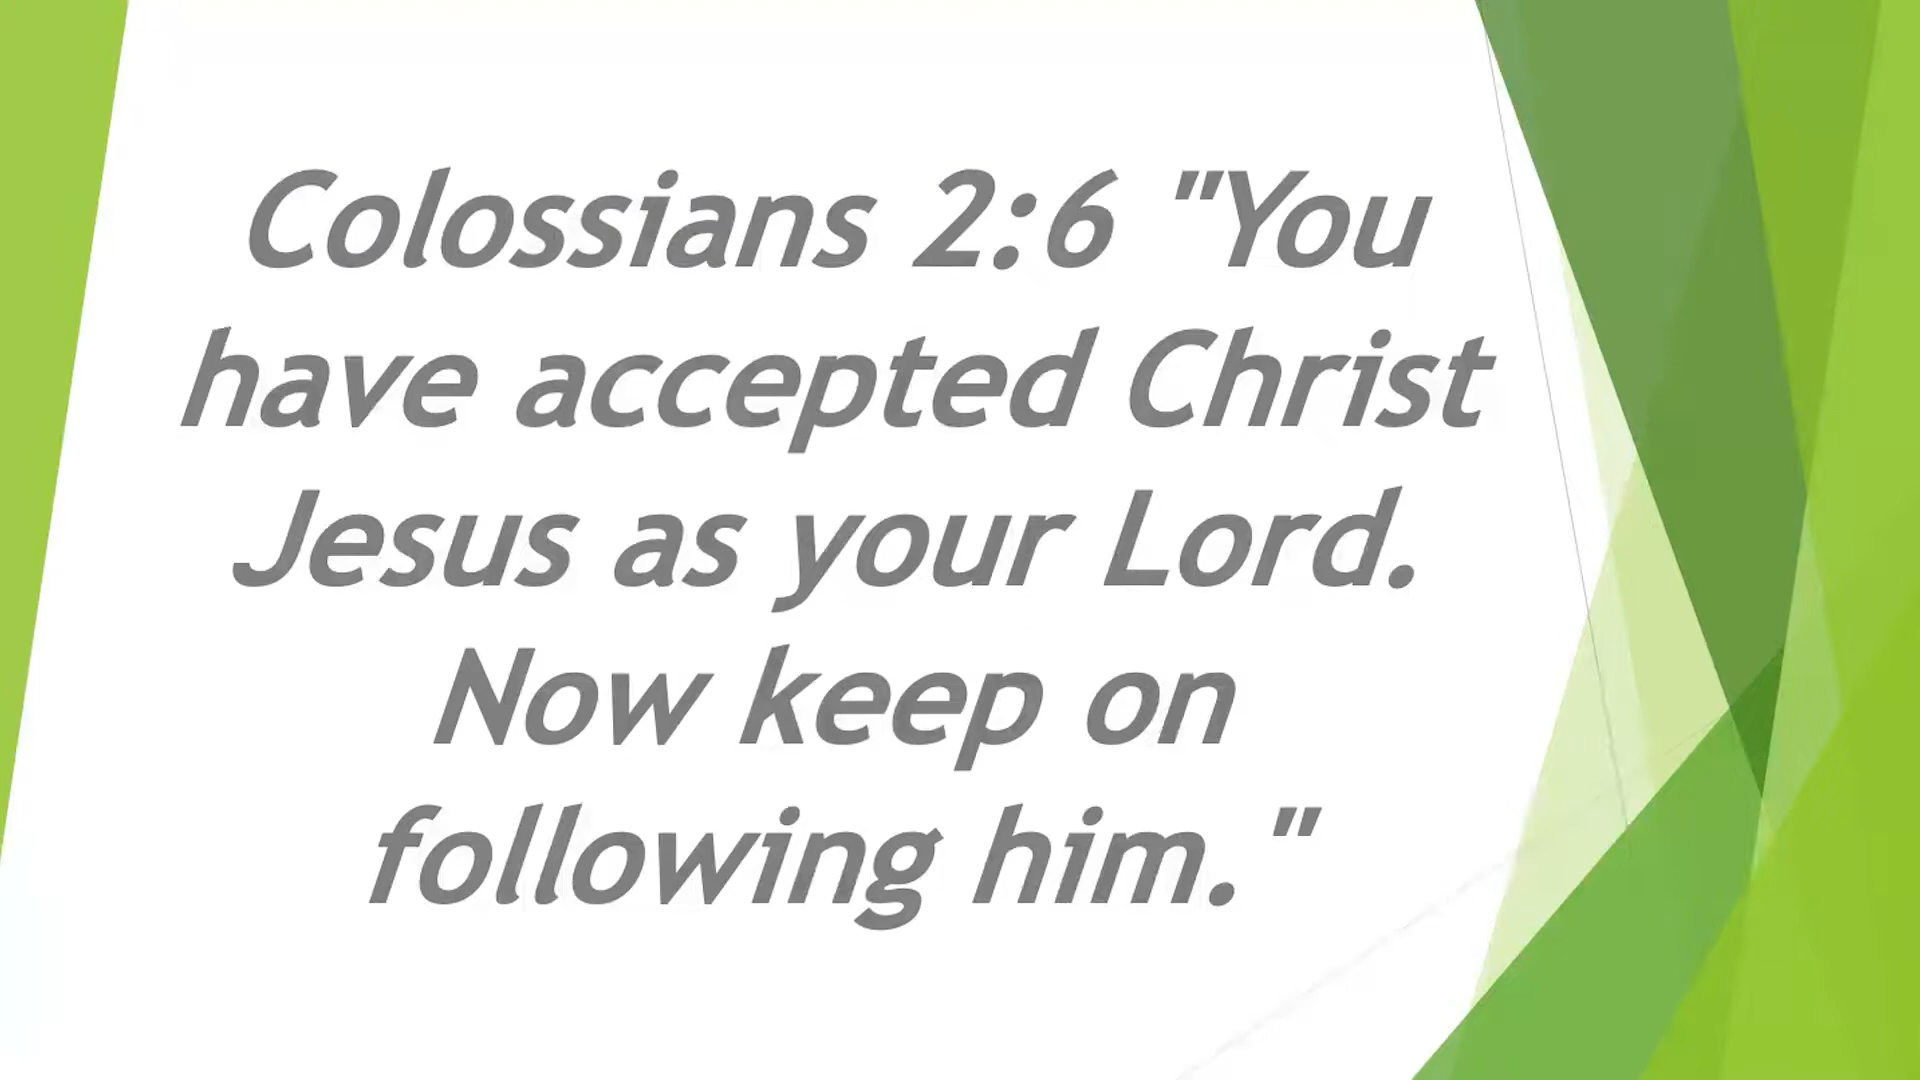 Colossians 2:6 "You
have accepted Christ
Jesus as your Lord.
Now keep on
following him."